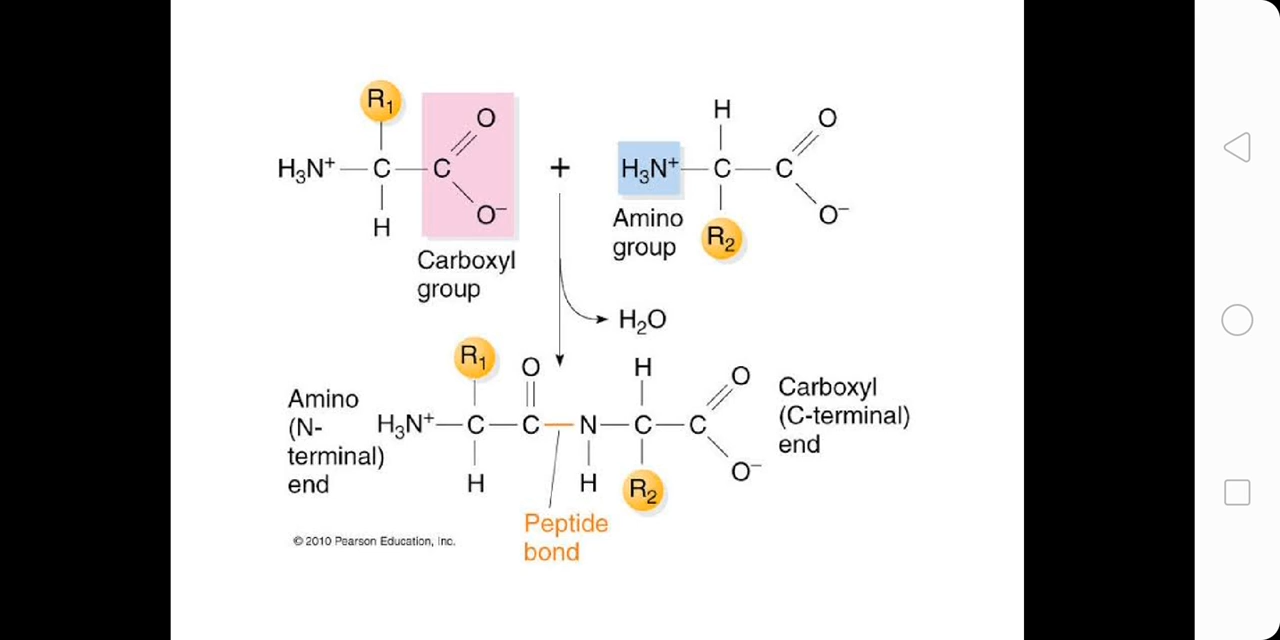 R₁
O
H
O
H₃N⁺ C C + H₃N⁺ C C
O⁻
O⁻
H
Amino
group
R₂
Carboxyl
group
H₂O
R₁
O
H
O
Amino
(N-
terminal)
end
H₃N⁺ C C N C C
H
H
R₂
O⁻
Carboxyl
(C-terminal)
end
Peptide
bond
© 2010 Pearson Education, Inc.